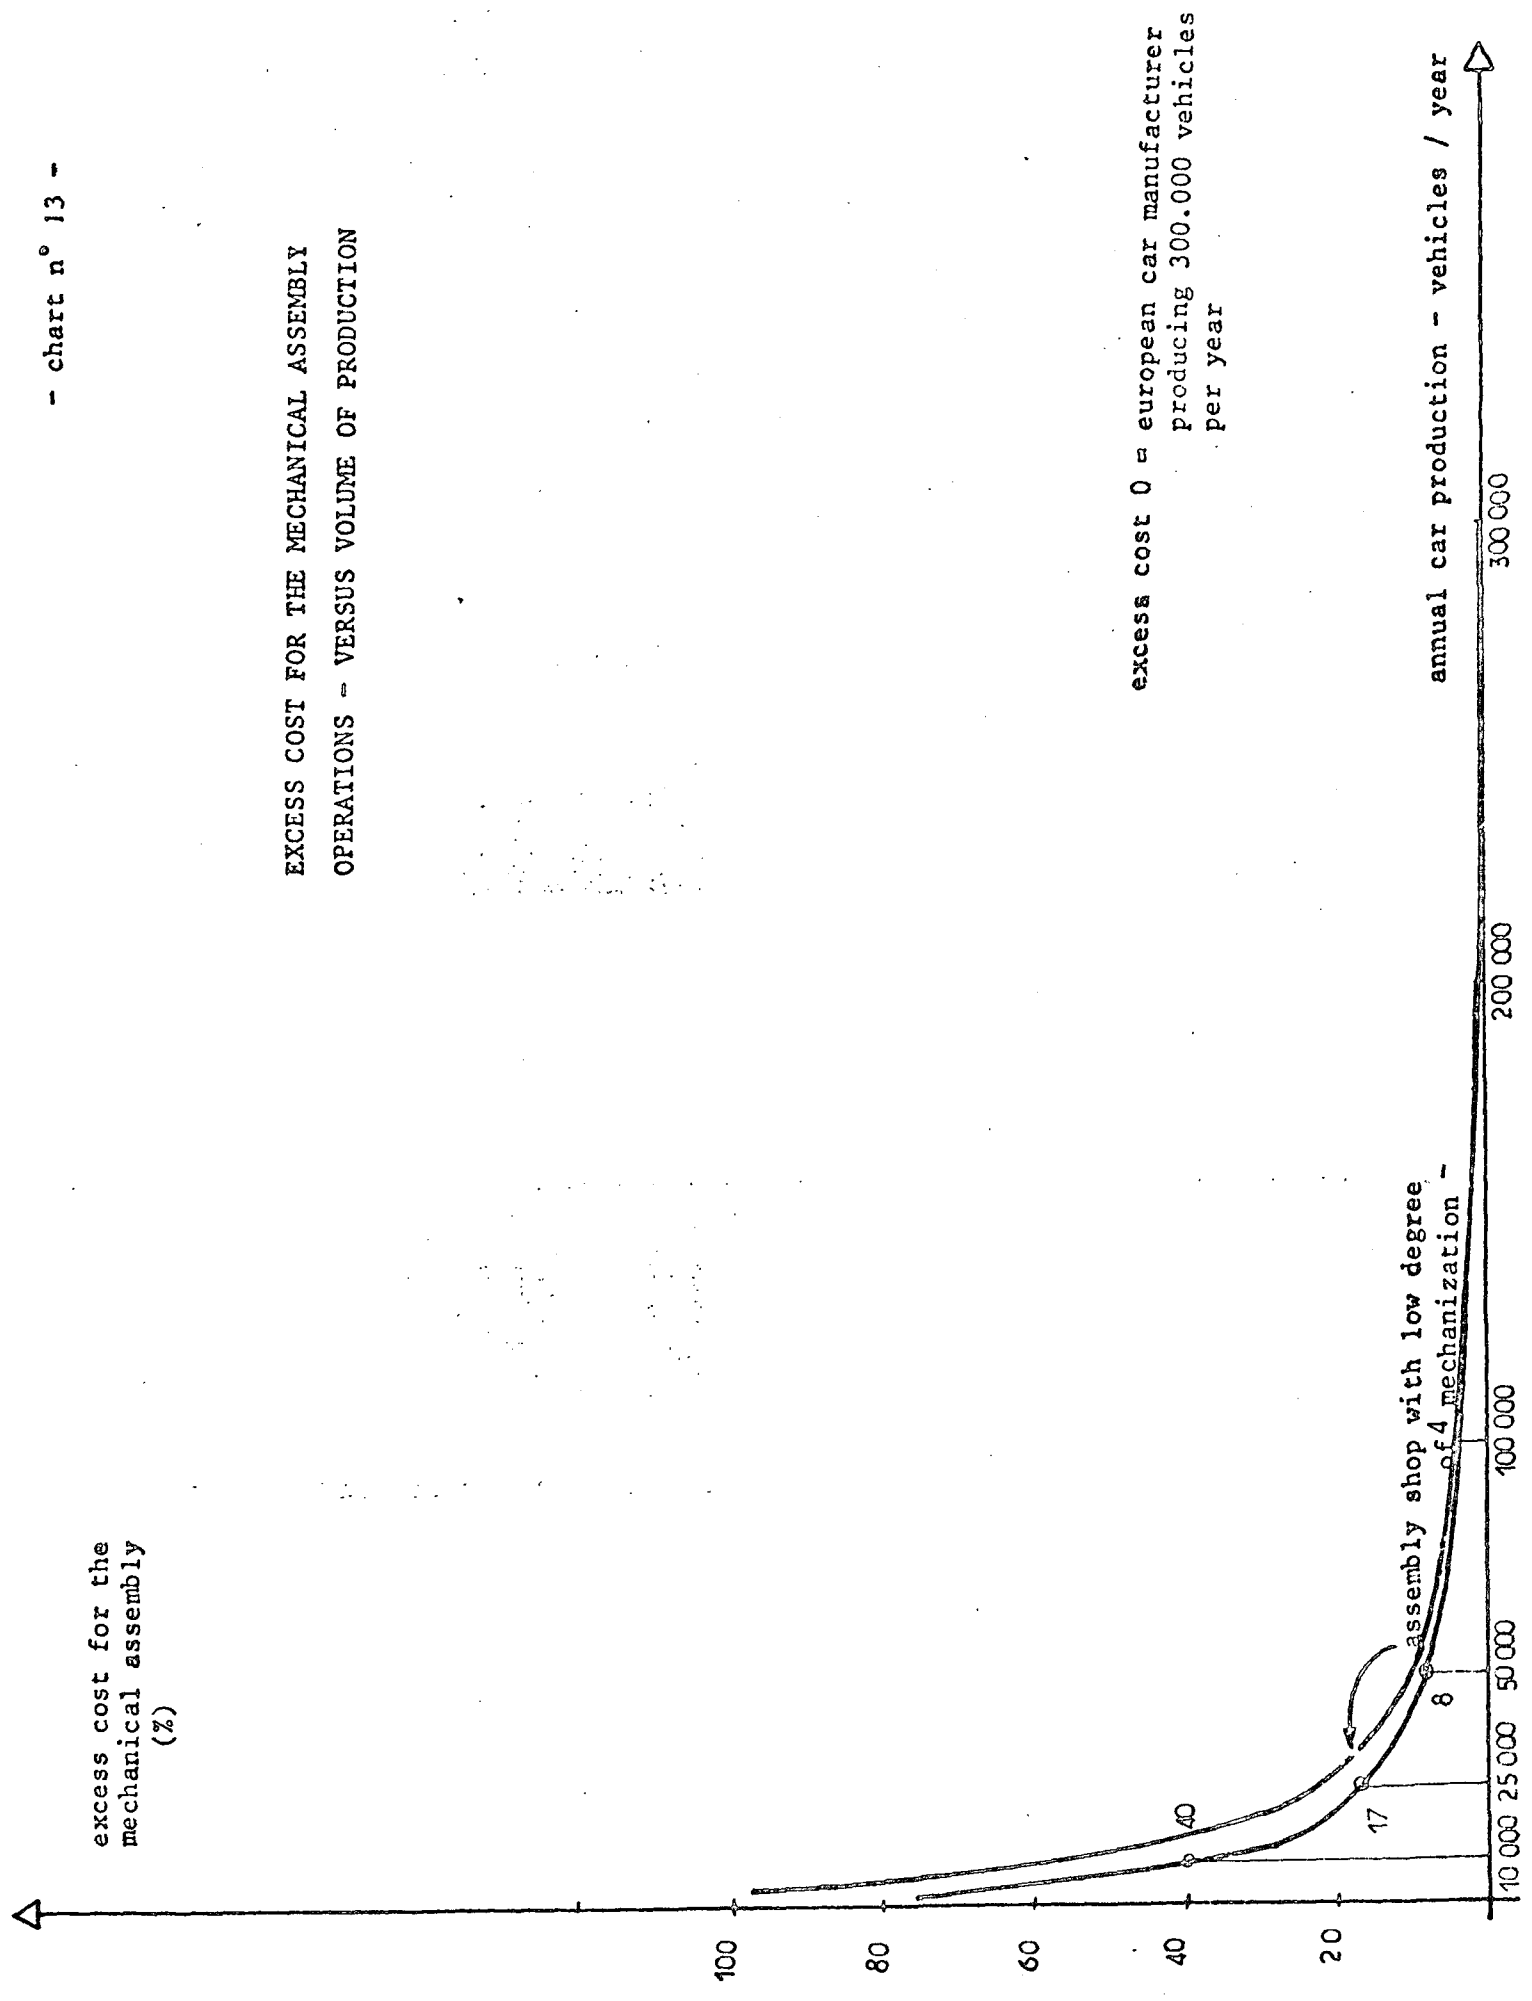 - chart n° 13 -
EXCESS COST FOR THE MECHANICAL ASSEMBLY
OPERATIONS - VERSUS VOLUME OF PRODUCTION
excess cost for the
mechanical assembly
(%)
100
80
60
40
20
40
17
8
4
assembly shop with low degree
of mechanization -
excess cost 0 = european car manufacturer
producing 300.000 vehicles
per year
annual car production - vehicles / year
10 000
25 000
50 000
100 000
200 000
300 000